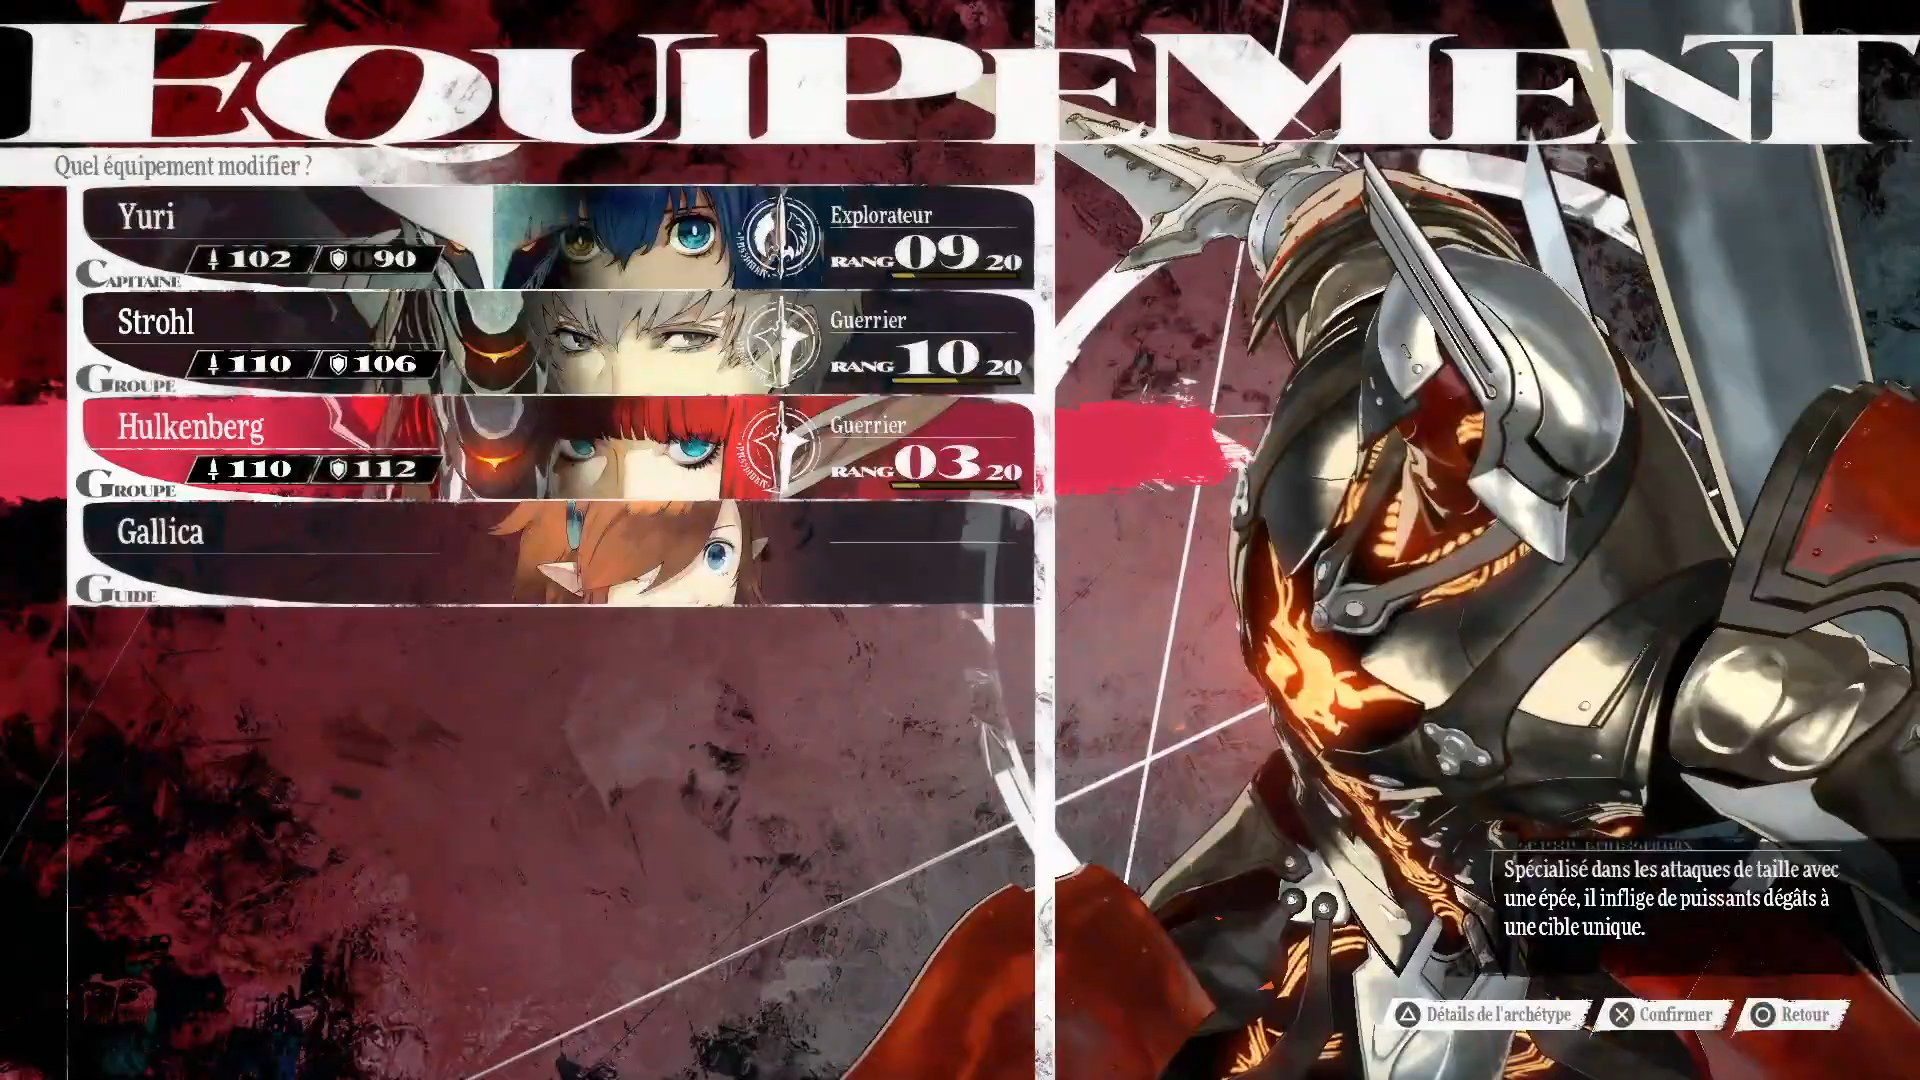 ÉQUIPEMENT
Quel équipement modifier ?
Yuri
102 090
CAPITAINE
Explorateur
RANG 09 20
Strohl
110 106
GROUPE
Guerrier
RANG 10 20
Hulkenberg
110 112
GROUPE
Guerrier
RANG 03 20
Gallica
GUIDE
Spécialisé dans les attaques de taille avec
une épée, il inflige de puissants dégâts à
une cible unique.
Détails de l'archétype Confirmer Retour